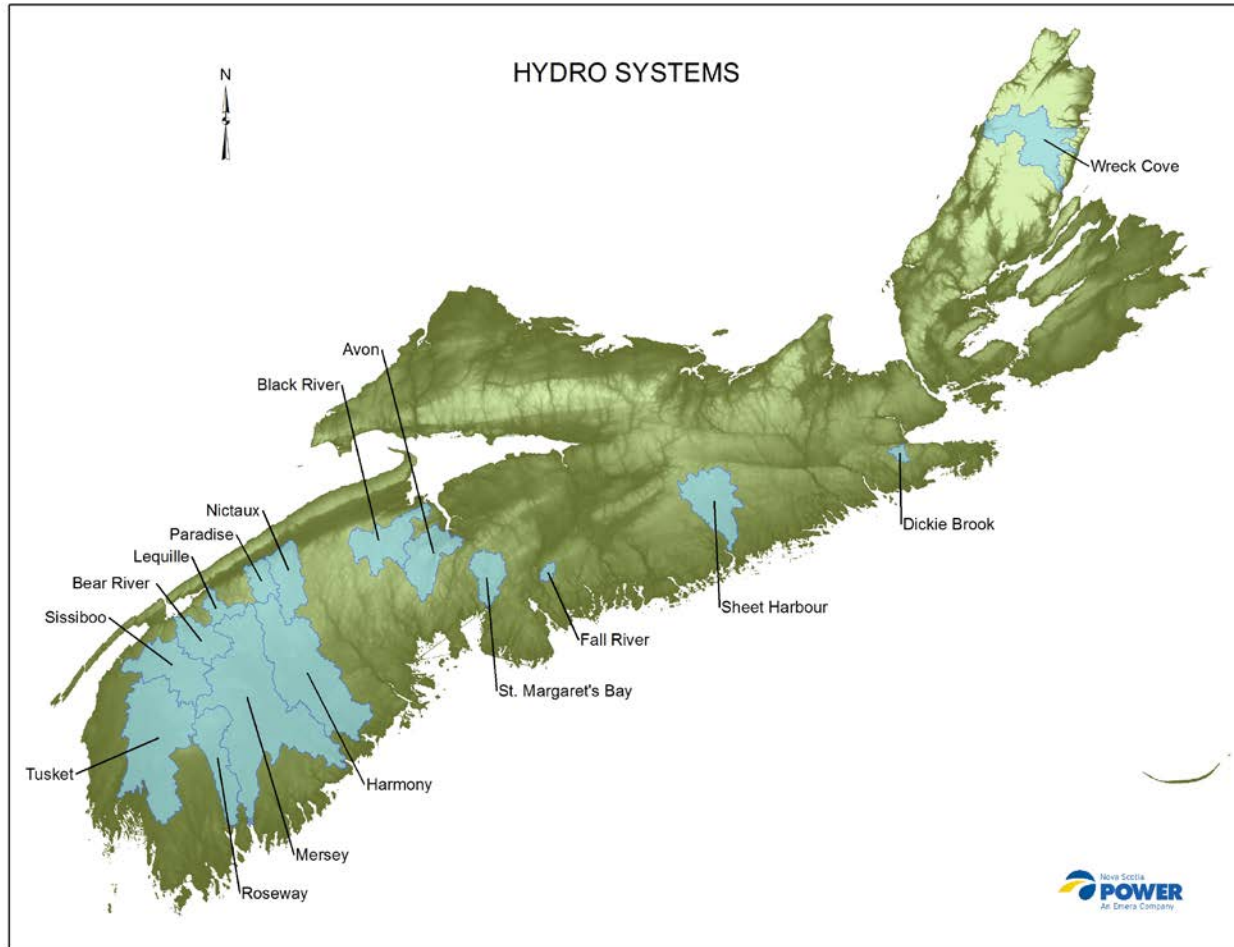 HYDRO SYSTEMS
N
Wreck Cove
Avon
Black River
Nictaux
Paradise
Lequille
Bear River
Sissiboo
Dickie Brook
Sheet Harbour
Fall River
St. Margaret's Bay
Tusket
Harmony
Mersey
Roseway
Nova Scotia
POWER
An Emera Company